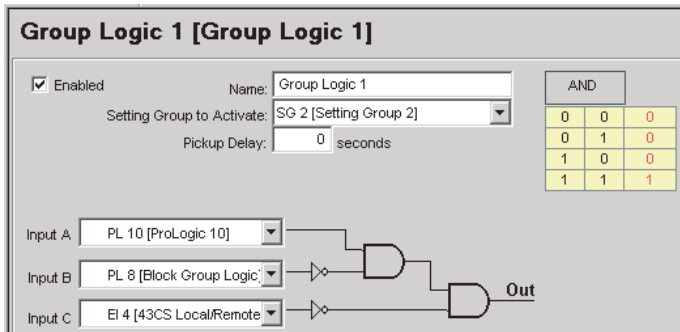 Group Logic 1 [Group Logic 1]
Enabled
Name: Group Logic 1
Setting Group to Activate: SG 2 [Setting Group 2]
Pickup Delay: 0 seconds
AND
0 0 0
0 1 0
1 0 0
1 1 1
Input A PL 10 [ProLogic 10]
Input B PL 8 [Block Group Logic]
Input C EI 4 [43CS Local/Remote
Out